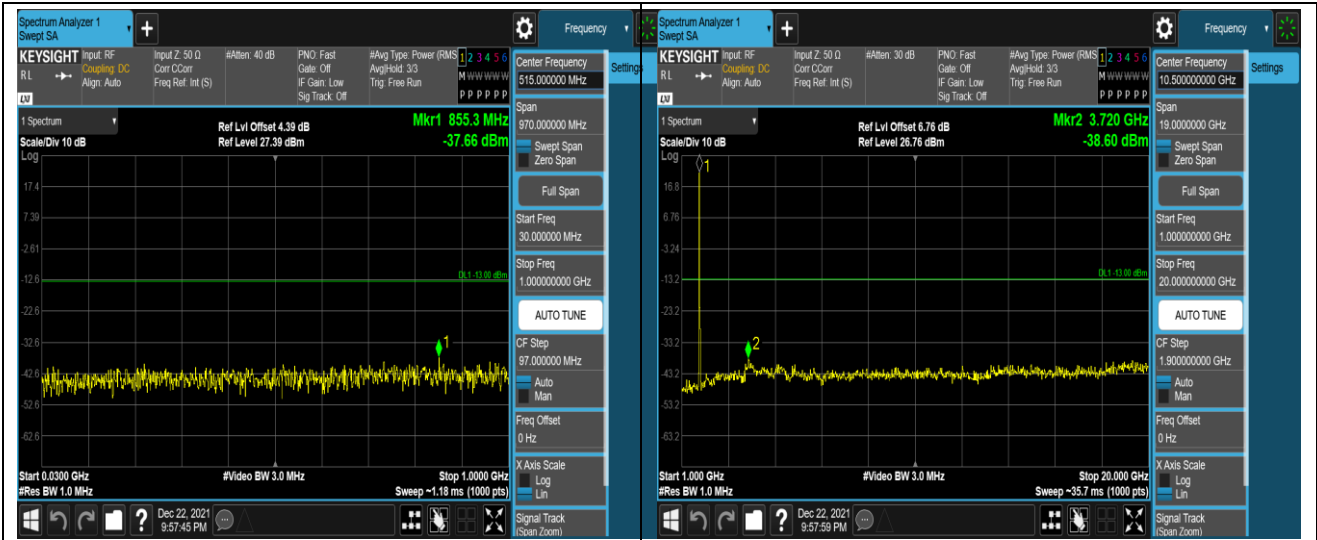 Spectrum Analyzer 1
Swept SA
+
Frequency
KEYSIGHT
RL
LXI
Input: RF
Coupling: DC
Align: Auto
Input Z: 50 Ω
Corr CCorr
Freq Ref: Int (S)
#Atten: 40 dB
PNO: Fast
Gate: Off
IF Gain: Low
Sig Track: Off
#Avg Type: Power (RMS
Avg|Hold: 3/3
Trig: Free Run
1 2 3 4 5 6
M W W W W W
P P P P P P
Center Frequency
515.000000 MHz
Settings
1 Spectrum
Scale/Div 10 dB
Log
Ref Lvl Offset 4.39 dB
Ref Level 27.39 dBm
Mkr1 855.3 MHz
-37.66 dBm
Span
970.000000 MHz
Swept Span
Zero Span
Full Span
Start Freq
30.000000 MHz
Stop Freq
1.000000000 GHz
AUTO TUNE
CF Step
97.000000 MHz
Auto
Man
Freq Offset
0 Hz
X Axis Scale
Log
Lin
Signal Track
(Span Zoom)
17.4
7.39
-2.61
-12.6
-22.6
-32.6
-42.6
-52.6
-62.6
DL1 -13.00 dBm
1
Start 0.0300 GHz
#Res BW 1.0 MHz
#Video BW 3.0 MHz
Stop 1.0000 GHz
Sweep ~1.18 ms (1000 pts)
?
Dec 22, 2021
9:57:45 PM
Spectrum Analyzer 1
Swept SA
+
Frequency
KEYSIGHT
RL
LXI
Input: RF
Coupling: DC
Align: Auto
Input Z: 50 Ω
Corr CCorr
Freq Ref: Int (S)
#Atten: 30 dB
PNO: Fast
Gate: Off
IF Gain: Low
Sig Track: Off
#Avg Type: Power (RMS
Avg|Hold: 3/3
Trig: Free Run
1 2 3 4 5 6
M W W W W W
P P P P P P
Center Frequency
10.500000000 GHz
Settings
1 Spectrum
Scale/Div 10 dB
Log
Ref Lvl Offset 6.76 dB
Ref Level 26.76 dBm
Mkr2 3.720 GHz
-38.60 dBm
Span
19.0000000 GHz
Swept Span
Zero Span
Full Span
Start Freq
1.000000000 GHz
Stop Freq
20.000000000 GHz
AUTO TUNE
CF Step
1.900000000 GHz
Auto
Man
Freq Offset
0 Hz
X Axis Scale
Log
Lin
Signal Track
(Span Zoom)
16.8
6.76
-3.24
-13.2
-23.2
-33.2
-43.2
-53.2
-63.2
DL1 -13.00 dBm
1
2
Start 1.000 GHz
#Res BW 1.0 MHz
#Video BW 3.0 MHz
Stop 20.000 GHz
Sweep ~35.7 ms (1000 pts)
?
Dec 22, 2021
9:57:59 PM